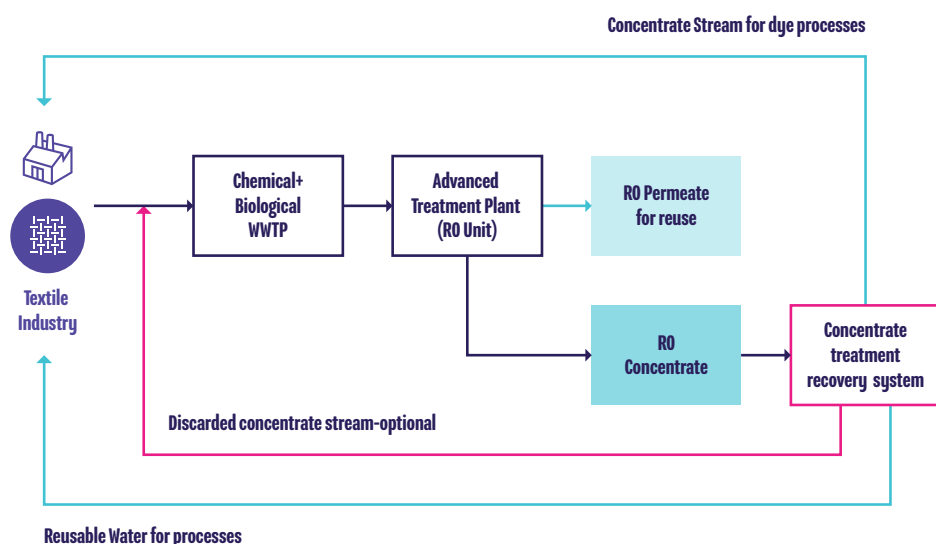 Concentrate Stream for dye processes
Chemical+
Biological
WWTP
Advanced
Treatment Plant
(RO Unit)
RO Permeate
for reuse
Textile
Industry
RO
Concentrate
Concentrate
treatment
recovery system
Discarded concentrate stream-optional
Reusable Water for processes